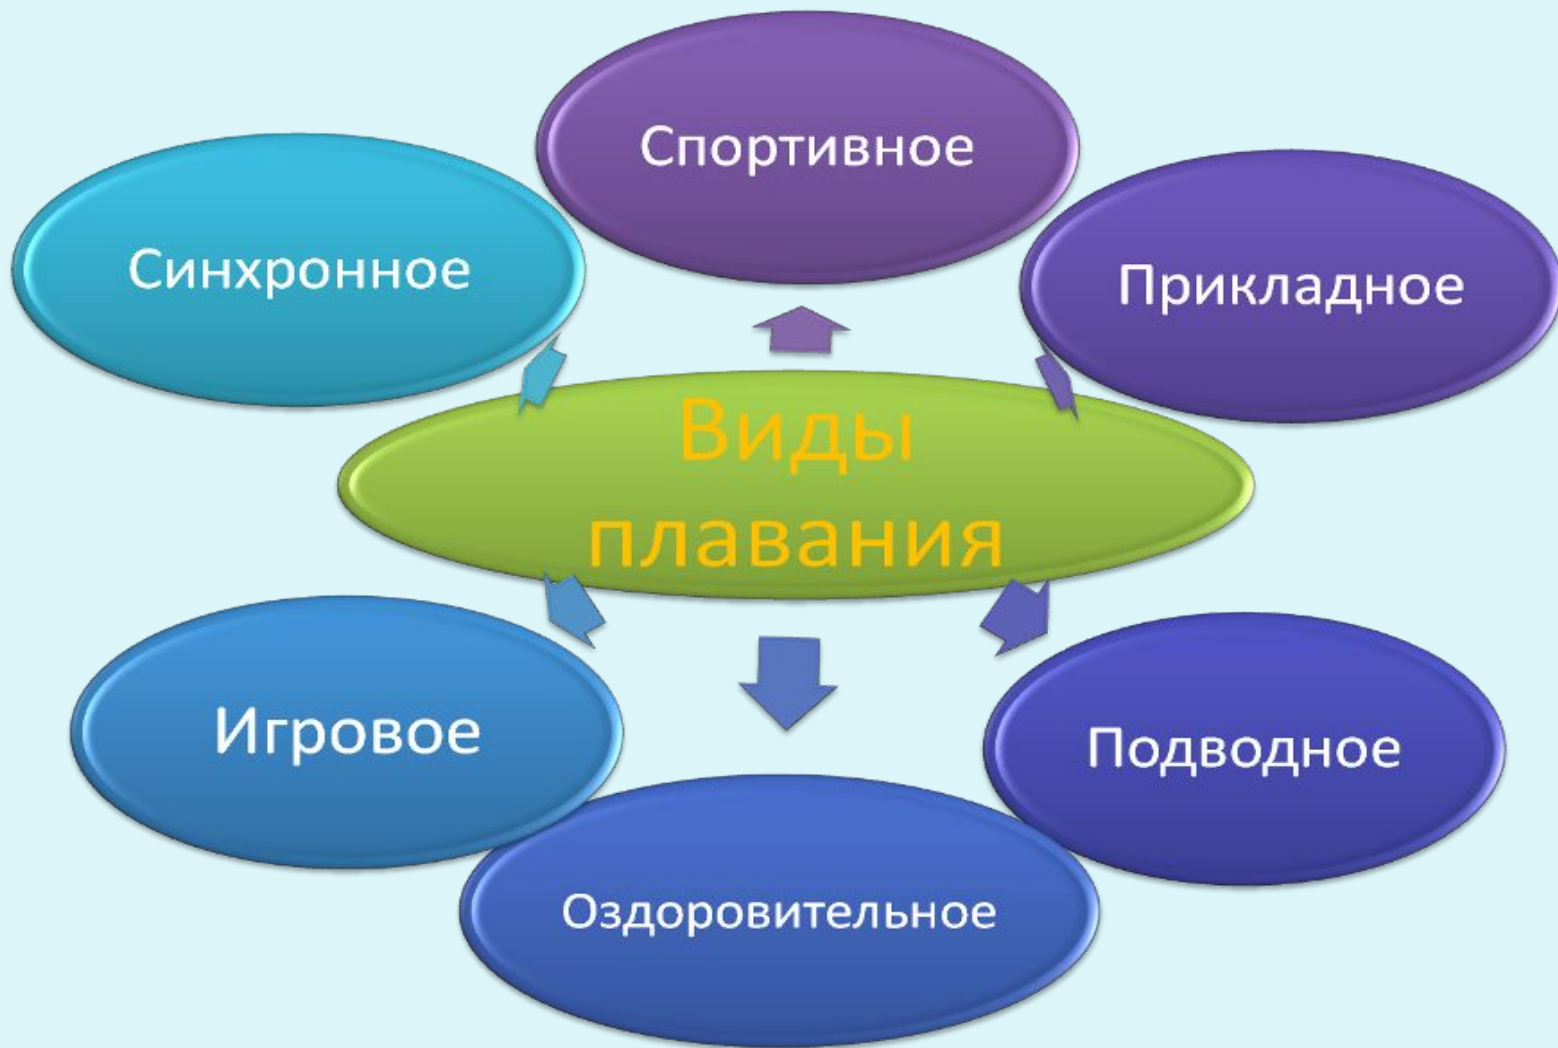 Спортивное
Синхронное
Прикладное
Виды
плавания
Игровое
Подводное
Оздоровительное